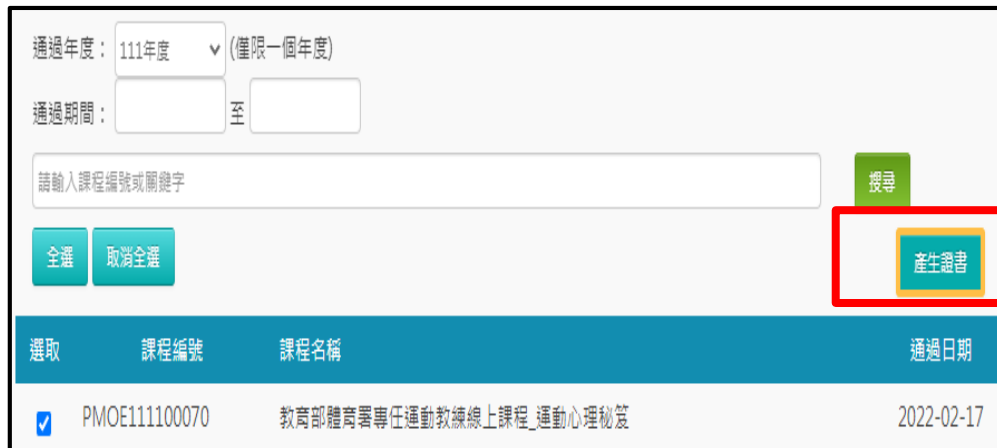 通過年度： 111年度 (僅限一個年度)
通過期間： 至
請輸入課程編號或關鍵字 搜尋
全選 取消全選 產生證書
選取 課程編號 課程名稱 通過日期
PMOE111100070 教育部體育署專任運動教練線上課程_運動心理秘笈 2022-02-17